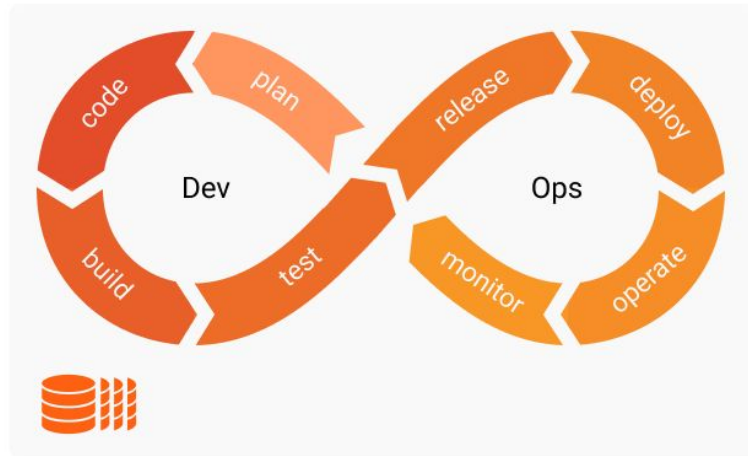 plan
code
build
test
release
deploy
operate
monitor
Dev
Ops